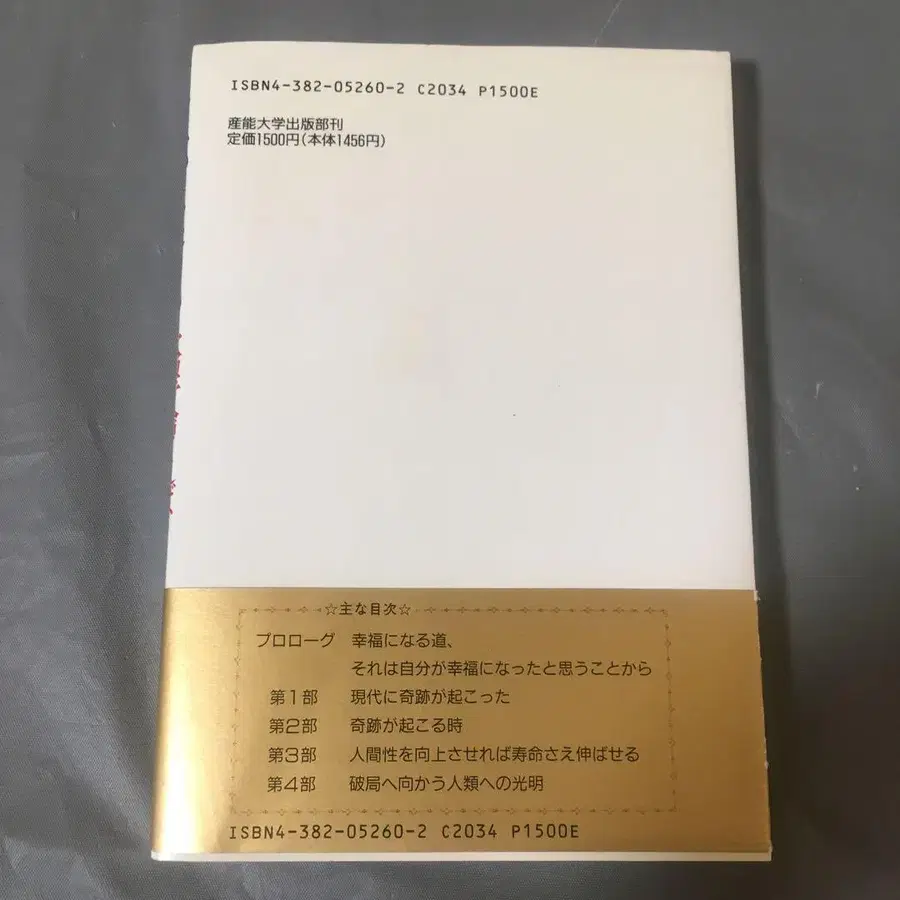 ISBN4-382-05260-2 C2034 P1500E
産能大学出版部刊
定価1500円(本体1456円)
☆主な目次☆
プロローグ 幸福になる道、
それは自分が幸福になったと思うことから
第1部 現代に奇跡が起こった
第2部 奇跡が起こる時
第3部 人間性を向上させれば寿命さえ伸ばせる
第4部 破局へ向かう人類への光明
ISBN4-382-05260-2 C2034 P1500E